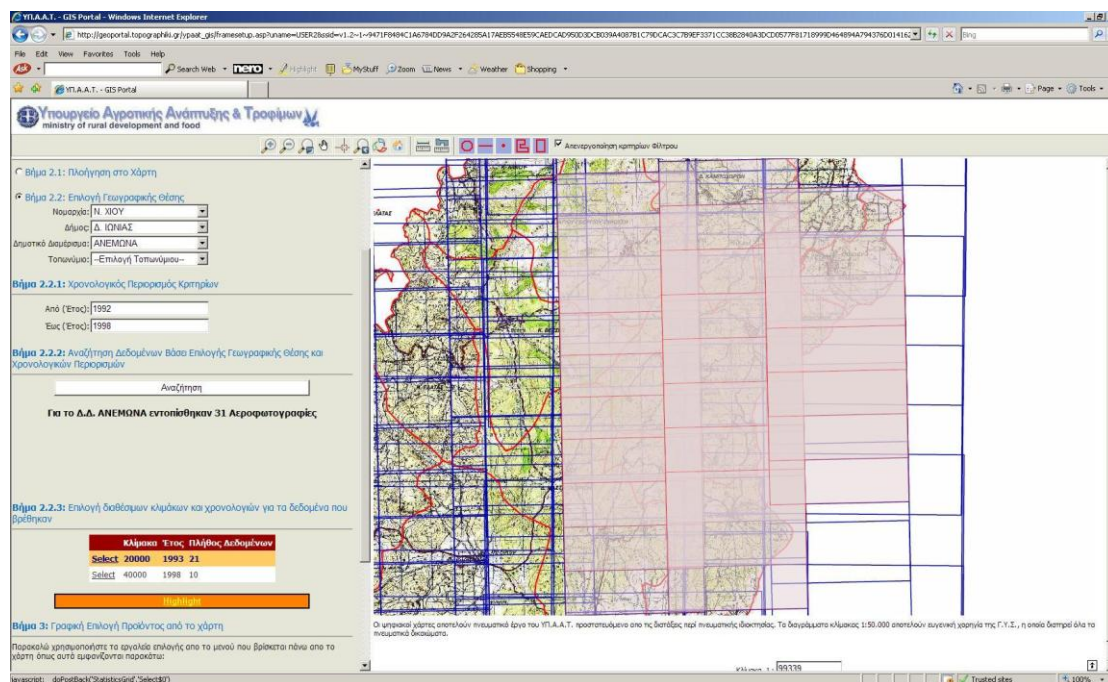 ΥΠ.Α.Α.Τ. - GIS Portal - Windows Internet Explorer
Bing
File Edit View Favorites Tools Help
Search Web
nero
Highlight
MyStuff
Zoom
News
Weather
Shopping
ΥΠ.Α.Α.Τ. - GIS Portal
Page
Tools
Υπουργείο Αγροτικής Ανάπτυξης & Τροφίμων
ministry of rural development and food
Απενεργοποίηση κριτηρίων Φίλτρου
Βήμα 2.1: Πλοήγηση στο Χάρτη
Βήμα 2.2: Επιλογή Γεωγραφικής Θέσης
Νομαρχία: Ν. ΧΙΟΥ
Δήμος: Δ. ΙΩΝΙΑΣ
Δημοτικό Διαμέρισμα: ΑΝΕΜΩΝΑ
Τοπωνύμιο: --Επιλογή Τοπωνύμιου--
Βήμα 2.2.1: Χρονολογικός Περιορισμός Κριτηρίων
Από (Έτος): 1992
Έως (Έτος): 1998
Βήμα 2.2.2: Αναζήτηση Δεδομένων Βάσει Επιλογής Γεωγραφικής Θέσης και
Χρονολογικών Περιορισμών
Αναζήτηση
Για το Δ.Δ. ΑΝΕΜΩΝΑ εντοπίσθηκαν 31 Αεροφωτογραφίες
Βήμα 2.2.3: Επιλογή διαθέσιμων κλιμάκων και χρονολογιών για τα δεδομένα που
βρέθηκαν
Κλίμακα Έτος Πλήθος Δεδομένων
Select 20000 1993 21
Select 40000 1998 10
Highlight
Βήμα 3: Γραφική Επιλογή Προϊόντος από το χάρτη
Παρακαλώ χρησιμοποιήστε τα εργαλεία επιλογής απο το μενού που βρίσκεται πάνω απο το
χάρτη όπως αυτά εμφανίζονται παρακάτω:
Οι ψηφιακοί χάρτες αποτελούν πνευματικό έργο του ΥΠ.Α.Α.Τ. προστατευόμενο απο τις διατάξεις περί πνευματικής ιδιοκτησίας. Τα διαγράμματα κλίμακας 1:50.000 αποτελούν ευγενική χορηγία της Γ.Υ.Σ., η οποία διατηρεί όλα τα
πνευματικά δικαιώματα.
Κλίμακα 1: 99339
Trusted sites
100%